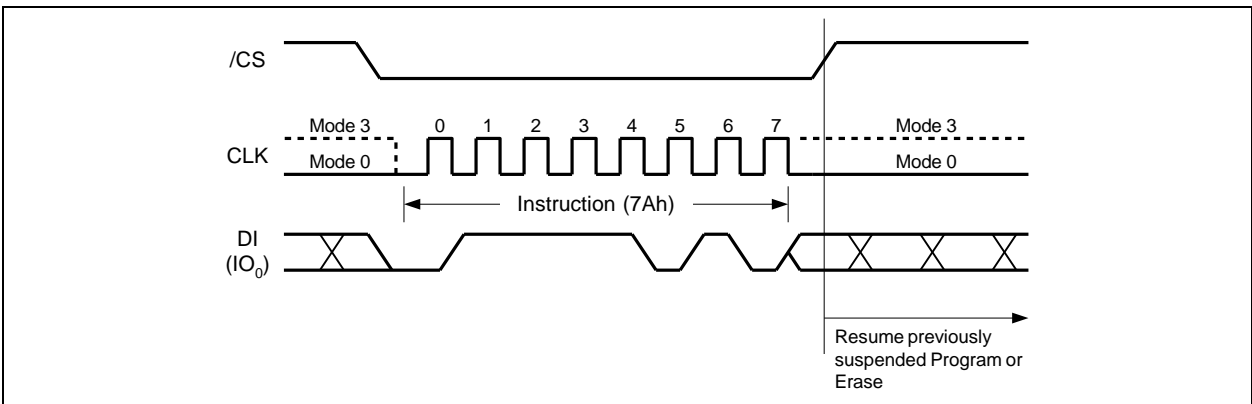 /CS
Mode 3 0 1 2 3 4 5 6 7 Mode 3
CLK
Mode 0 Mode 0
Instruction (7Ah)
DI
(IO0)
Resume previously
suspended Program or
Erase